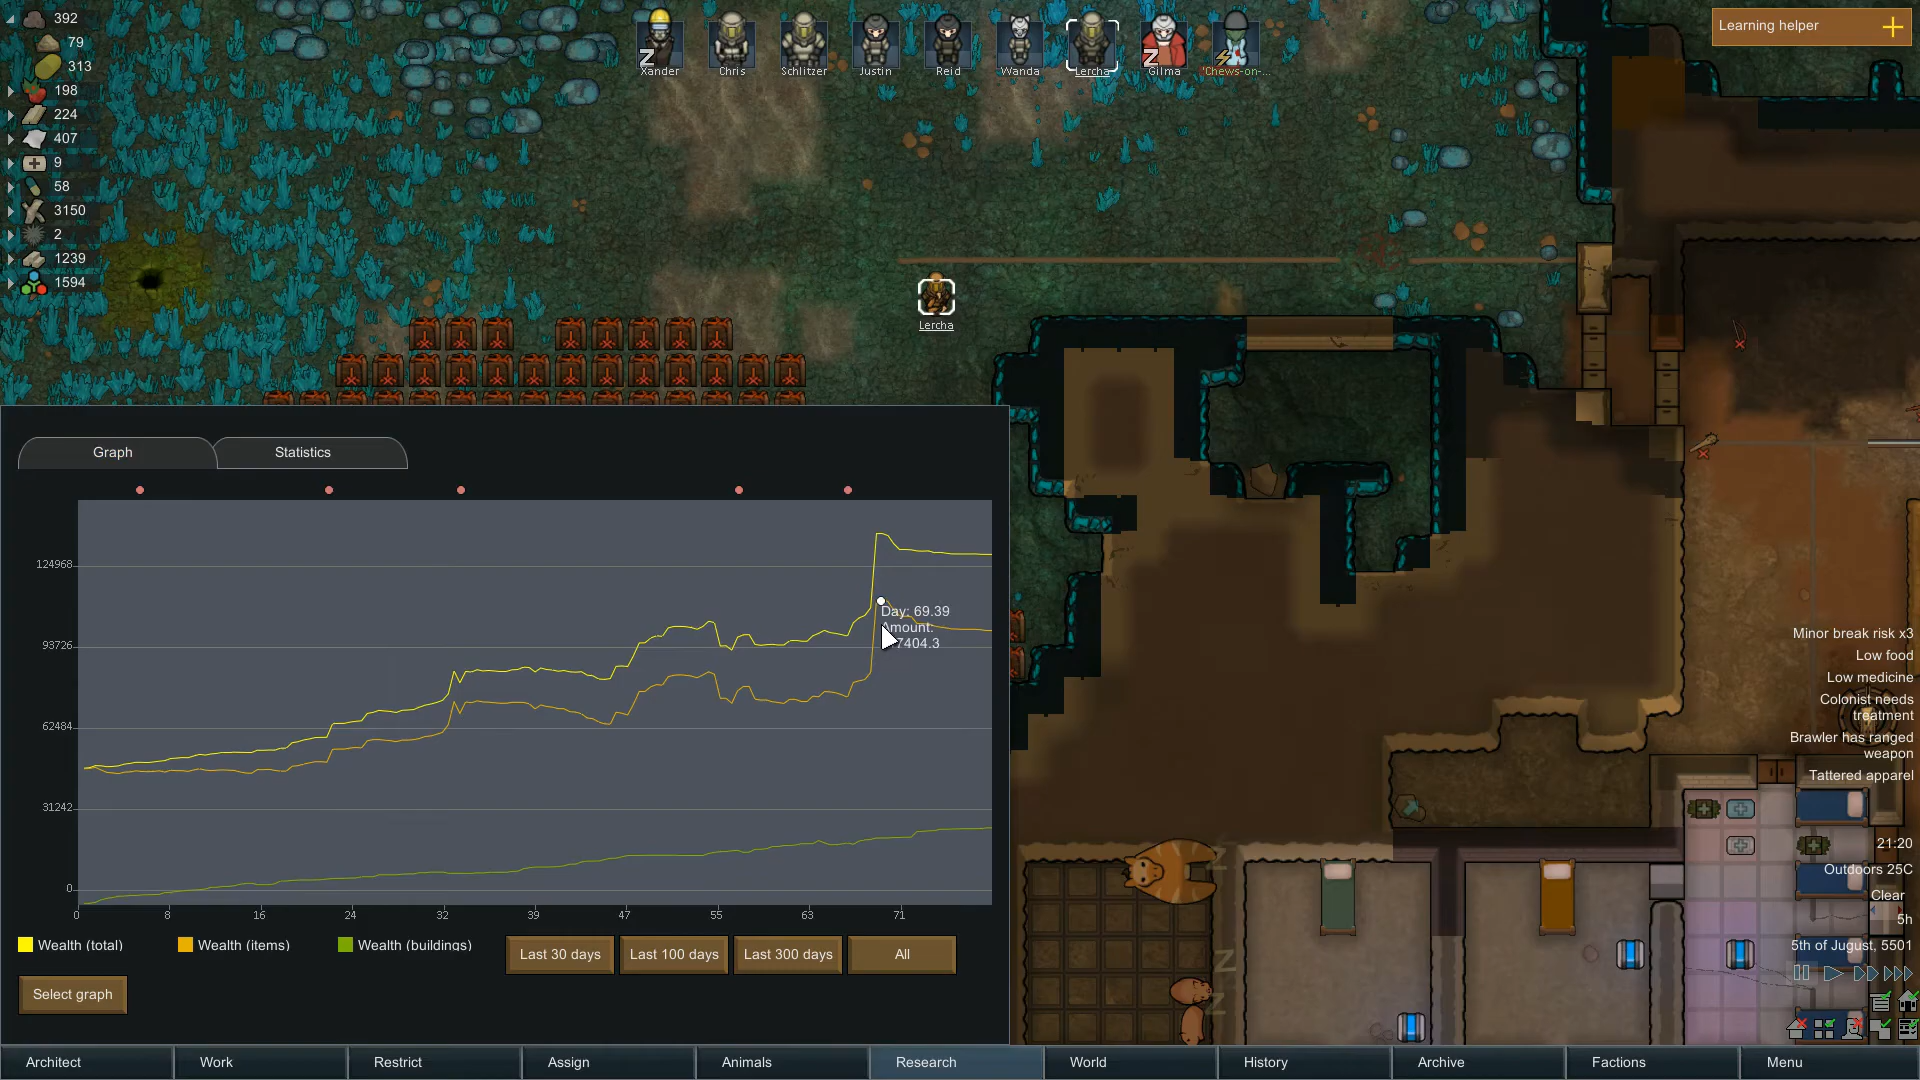 392
79
313
198
224
407
9
58
3150
2
1239
1594
Xander
Chris
Schlitzer
Justin
Reid
Wanda
Lercha
Gilma
'Chews-on-...
Learning helper
Lercha
Graph
Statistics
124968
93726
62484
31242
0
Day: 69.39
Amount:
7404.3
0
8
16
24
32
39
47
55
63
71
Wealth (total)
Wealth (items)
Wealth (buildings)
Last 30 days
Last 100 days
Last 300 days
All
Select graph
Minor break risk x3
Low food
Low medicine
Colonist needs
treatment
Brawler has ranged
weapon
Tattered apparel
21:20
Outdoors 25C
Clear
5h
5th of Jugust, 5501
Architect
Work
Restrict
Assign
Animals
Research
World
History
Archive
Factions
Menu